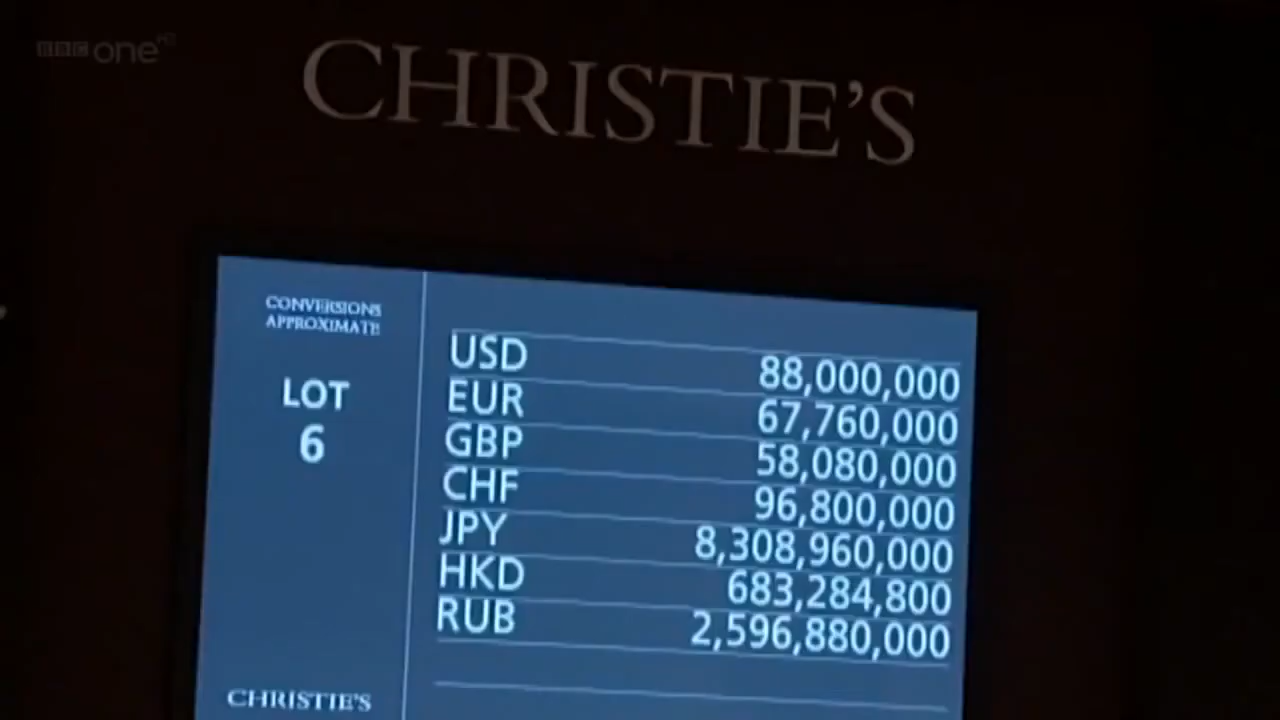 BBC one HD
CHRISTIE'S
CONVERSIONS
APPROXIMATE
LOT
6
USD 88,000,000
EUR 67,760,000
GBP 58,080,000
CHF 96,800,000
JPY 8,308,960,000
HKD 683,284,800
RUB 2,596,880,000
CHRISTIE'S